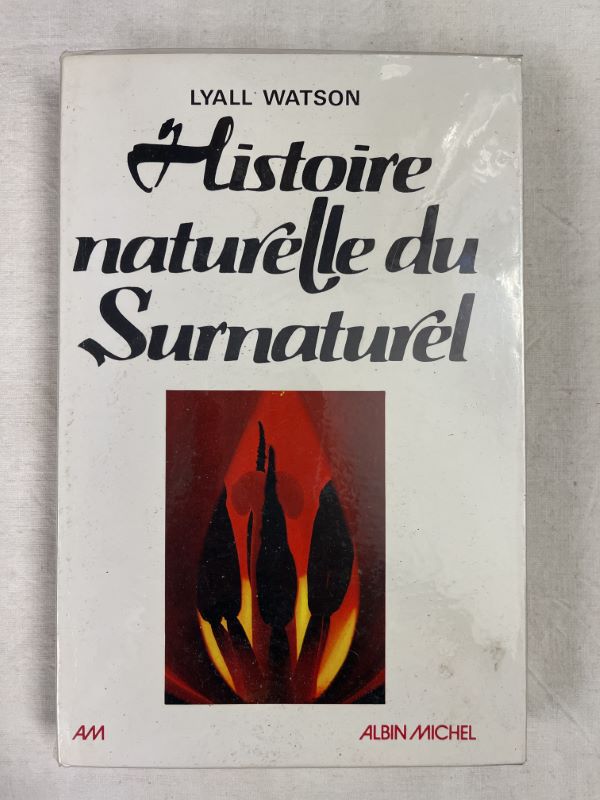 LYALL WATSON
Histoire
naturelle du
Surnaturel
AM
ALBIN MICHEL